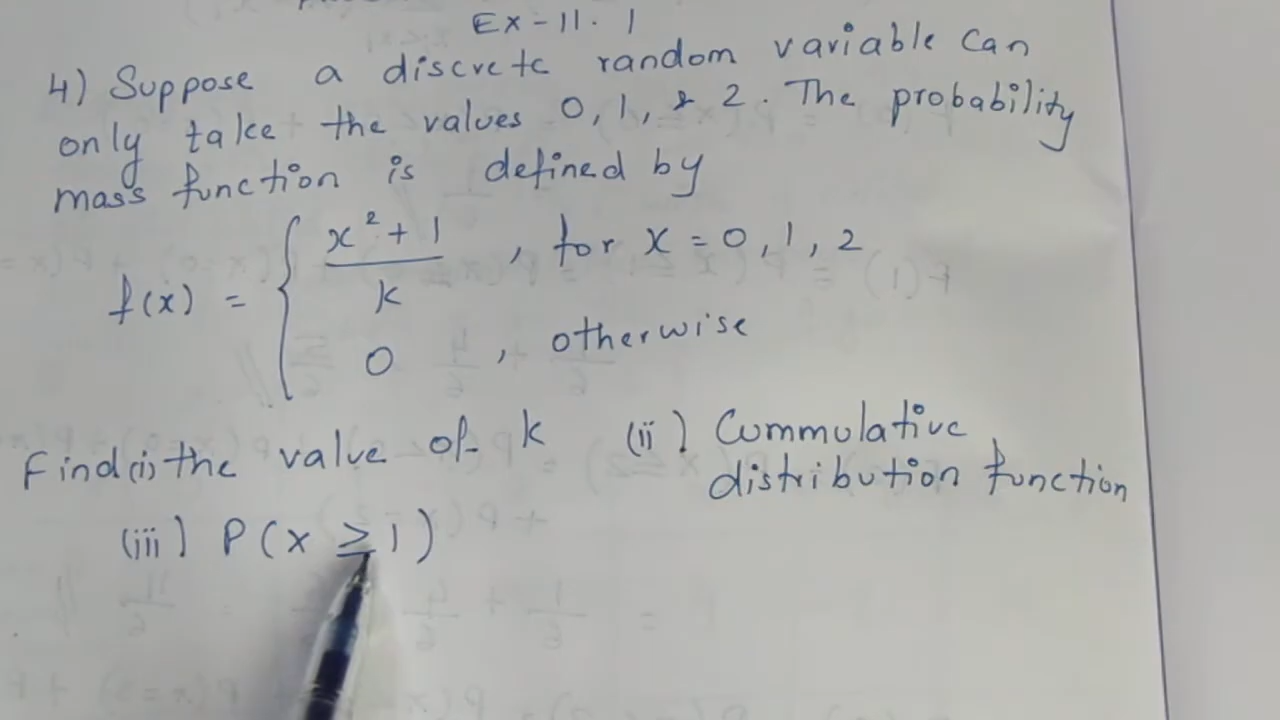 Ex-11.1
4) Suppose a discrete random variable can
only take the values 0, 1, & 2. The probability
mass function is defined by
f(x) = { x² + 1 / k , for x = 0, 1, 2
0 , otherwise
Find (i) the value of k (ii) Cummulative
distribution function
(iii) P(x ≥ 1)